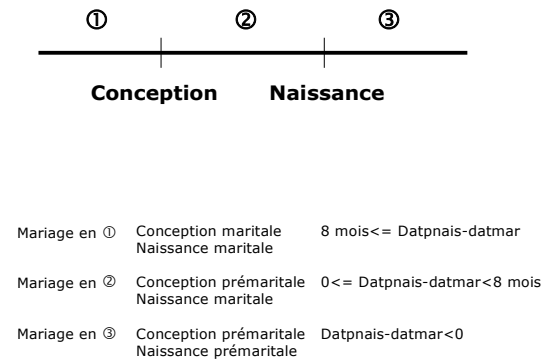 ① ② ③
Conception Naissance
Mariage en ① Conception maritale 8 mois<= Datpnais-datmar
Naissance maritale
Mariage en ② Conception prémaritale 0<= Datpnais-datmar<8 mois
Naissance maritale
Mariage en ③ Conception prémaritale Datpnais-datmar<0
Naissance prémaritale